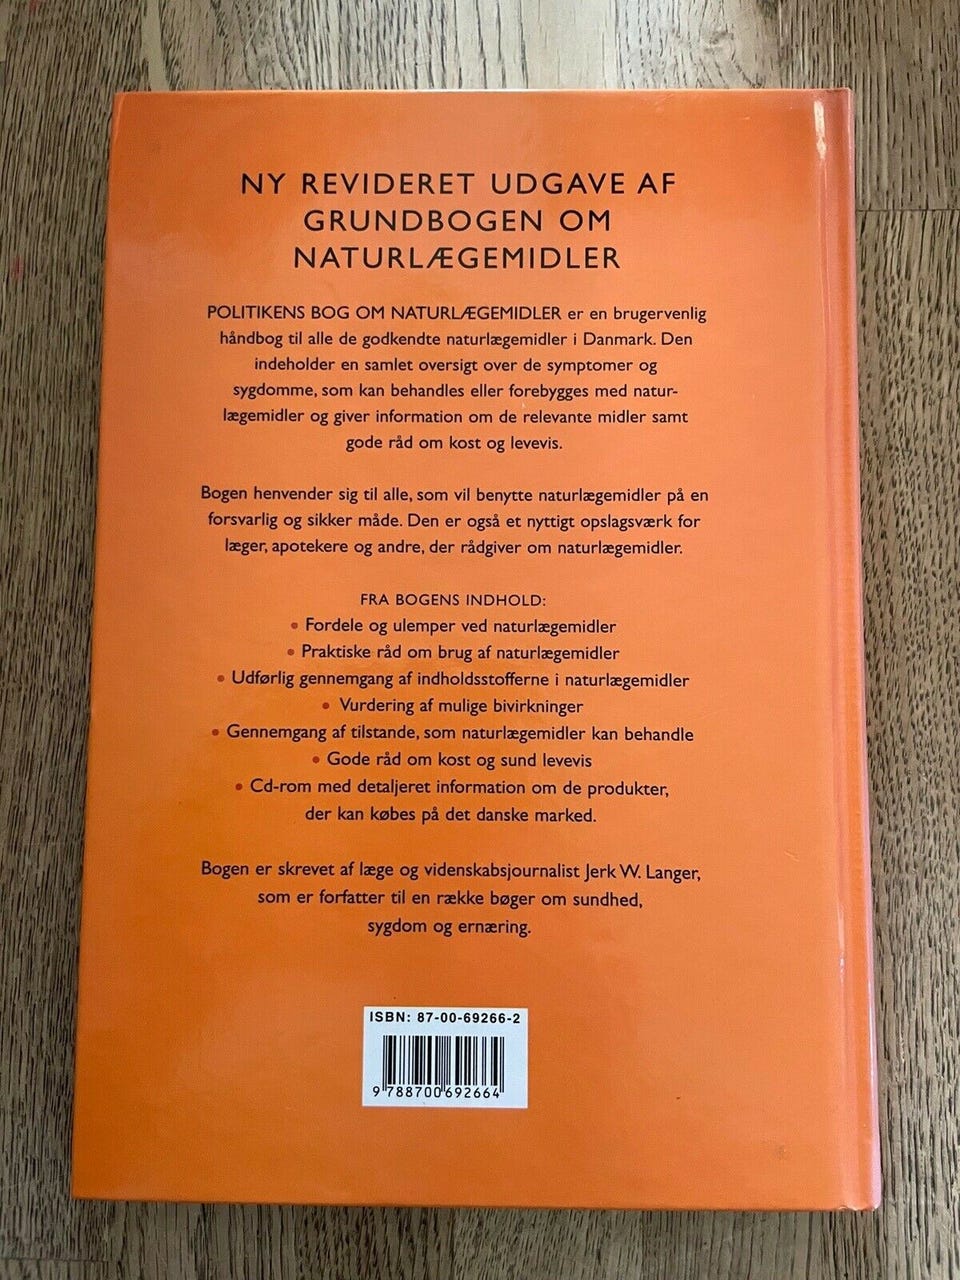 NY REVIDERET UDGAVE AF
GRUNDBOGEN OM
NATURLÆGEMIDLER
POLITIKENS BOG OM NATURLÆGEMIDLER er en brugervenlig
håndbog til alle de godkendte naturlægemidler i Danmark. Den
indeholder en samlet oversigt over de symptomer og
sygdomme, som kan behandles eller forebygges med natur-
lægemidler og giver information om de relevante midler samt
gode råd om kost og levevis.
Bogen henvender sig til alle, som vil benytte naturlægemidler på en
forsvarlig og sikker måde. Den er også et nyttigt opslagsværk for
læger, apotekere og andre, der rådgiver om naturlægemidler.
FRA BOGENS INDHOLD:
• Fordele og ulemper ved naturlægemidler
• Praktiske råd om brug af naturlægemidler
• Udførlig gennemgang af indholdsstofferne i naturlægemidler
• Vurdering af mulige bivirkninger
• Gennemgang af tilstande, som naturlægemidler kan behandle
• Gode råd om kost og sund levevis
• Cd-rom med detaljeret information om de produkter,
der kan købes på det danske marked.
Bogen er skrevet af læge og videnskabsjournalist Jerk W. Langer,
som er forfatter til en række bøger om sundhed,
sygdom og ernæring.
ISBN: 87-00-69266-2
9 788700 692664